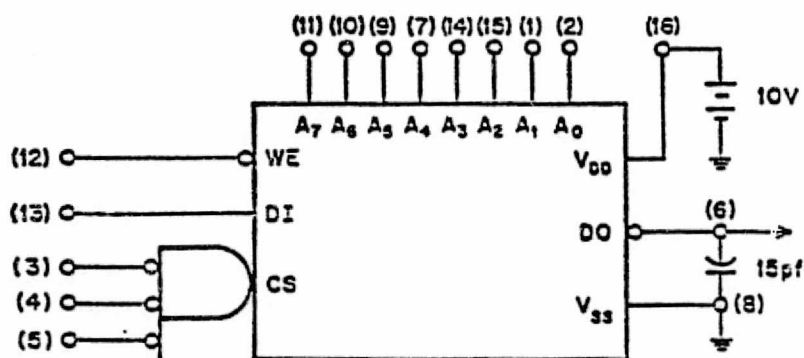 (11) (10) (9) (7) (14) (15) (1) (2) (16)
10V
A7 A6 A5 A4 A3 A2 A1 A0
(12) WE VDD
(13) DI (6)
DO
(3)
CS 15pf
(4) VSS (8)
(5)